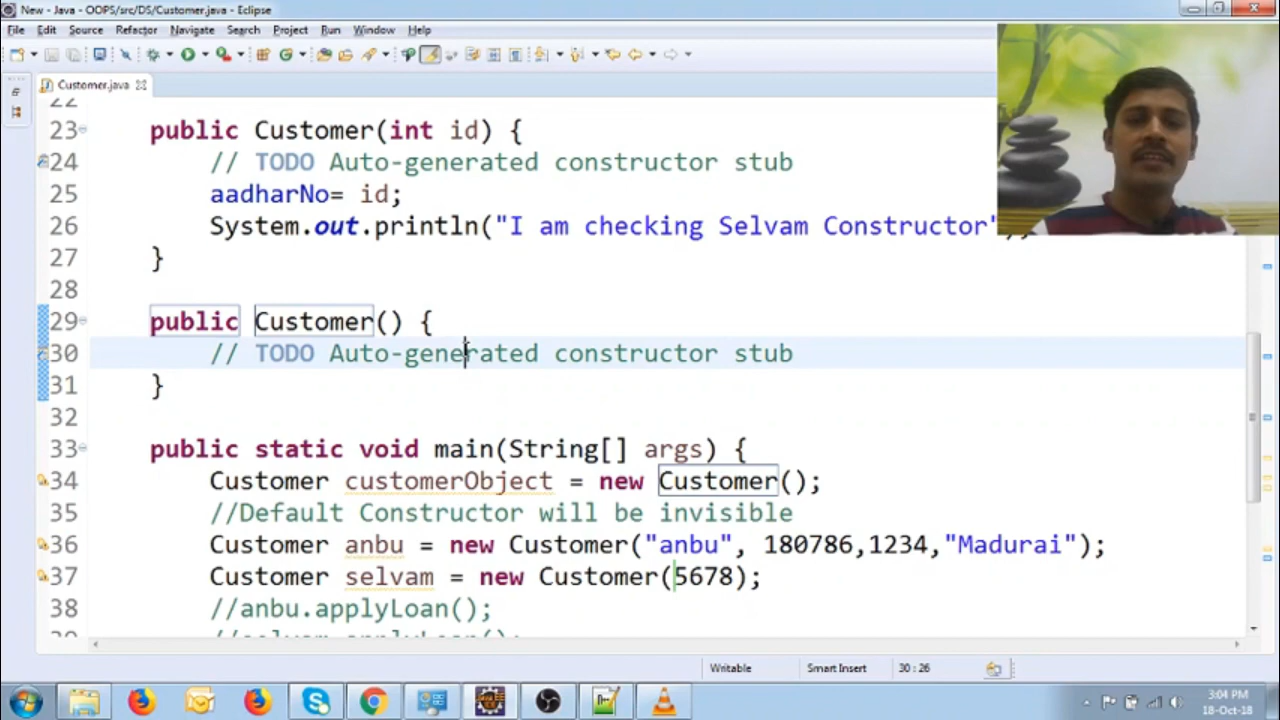 New - Java - OOPS/src/DS/Customer.java - Eclipse
File Edit Source Refactor Navigate Search Project Run Window Help
Customer.java
22
23 public Customer(int id) {
24 // TODO Auto-generated constructor stub
25 aadharNo= id;
26 System.out.println("I am checking Selvam Constructor");
27 }
28
29 public Customer() {
30 // TODO Auto-generated constructor stub
31 }
32
33 public static void main(String[] args) {
34 Customer customerObject = new Customer();
35 //Default Constructor will be invisible
36 Customer anbu = new Customer("anbu", 180786,1234,"Madurai");
37 Customer selvam = new Customer(5678);
38 //anbu.applyLoan();
39 //selvam.applyLoan();
Writable Smart Insert 30 : 26
3:04 PM
18-Oct-18